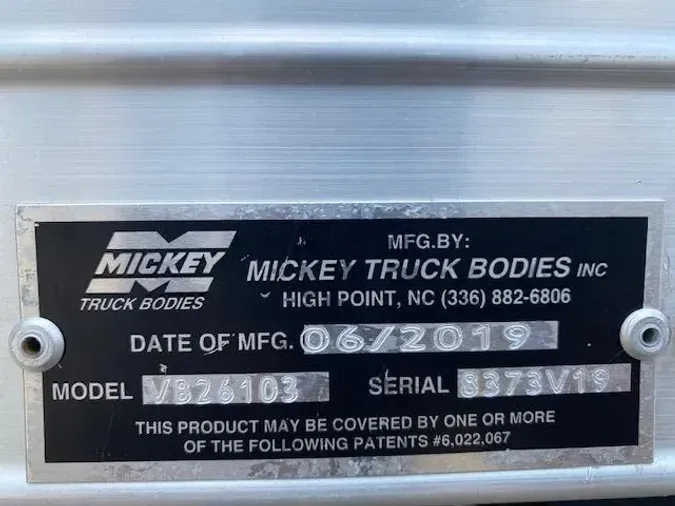 MICKEY
TRUCK BODIES
MFG.BY:
MICKEY TRUCK BODIES INC
HIGH POINT, NC (336) 882-6806
DATE OF MFG. 06/2019
MODEL VB26103 SERIAL 8373V19
THIS PRODUCT MAY BE COVERED BY ONE OR MORE
OF THE FOLLOWING PATENTS #6,022,067